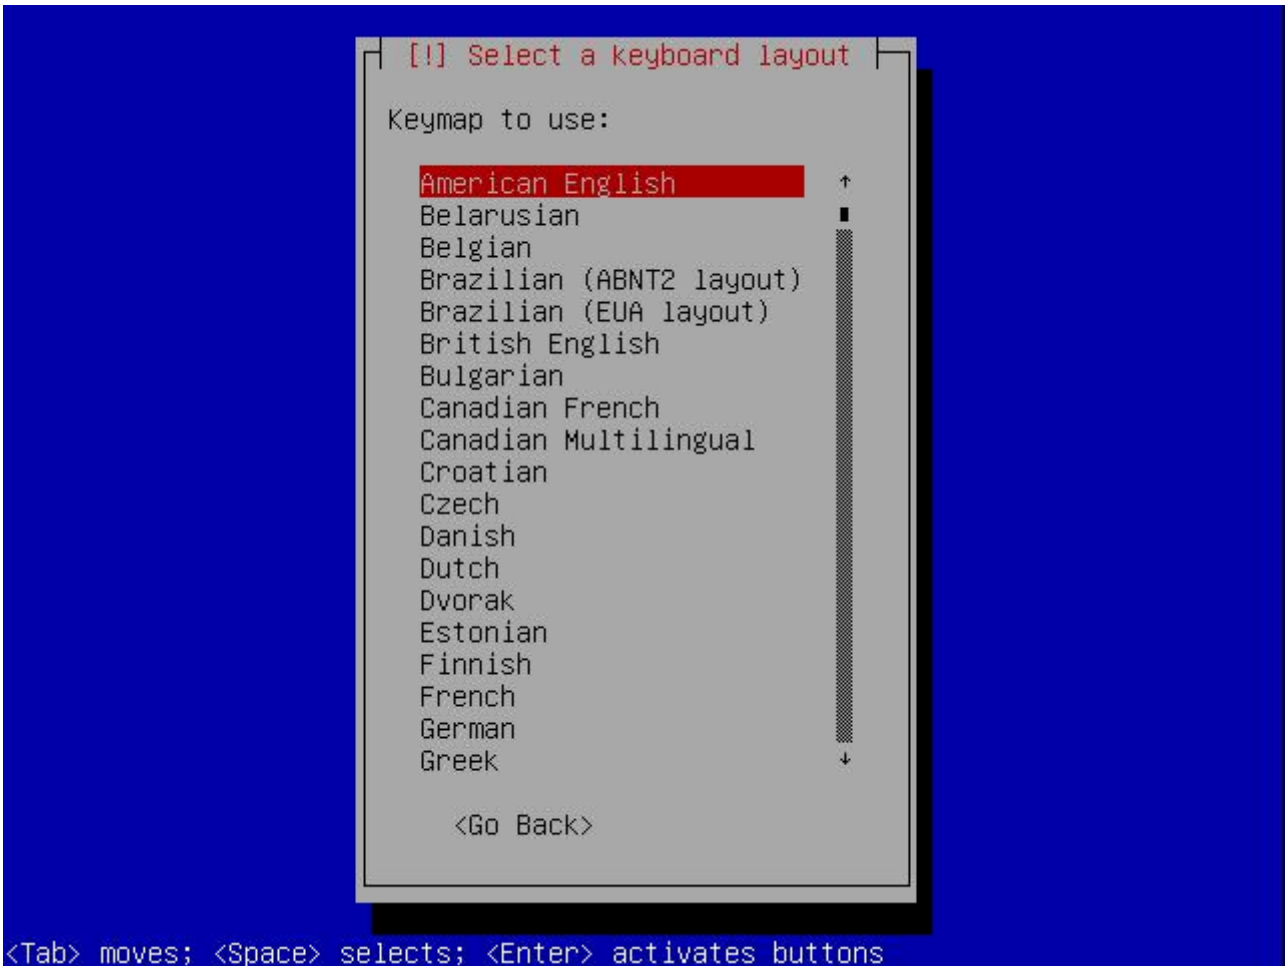 [!] Select a keyboard layout
Keymap to use:
American English
Belarusian
Belgian
Brazilian (ABNT2 layout)
Brazilian (EUA layout)
British English
Bulgarian
Canadian French
Canadian Multilingual
Croatian
Czech
Danish
Dutch
Dvorak
Estonian
Finnish
French
German
Greek
<Go Back>
<Tab> moves; <Space> selects; <Enter> activates buttons